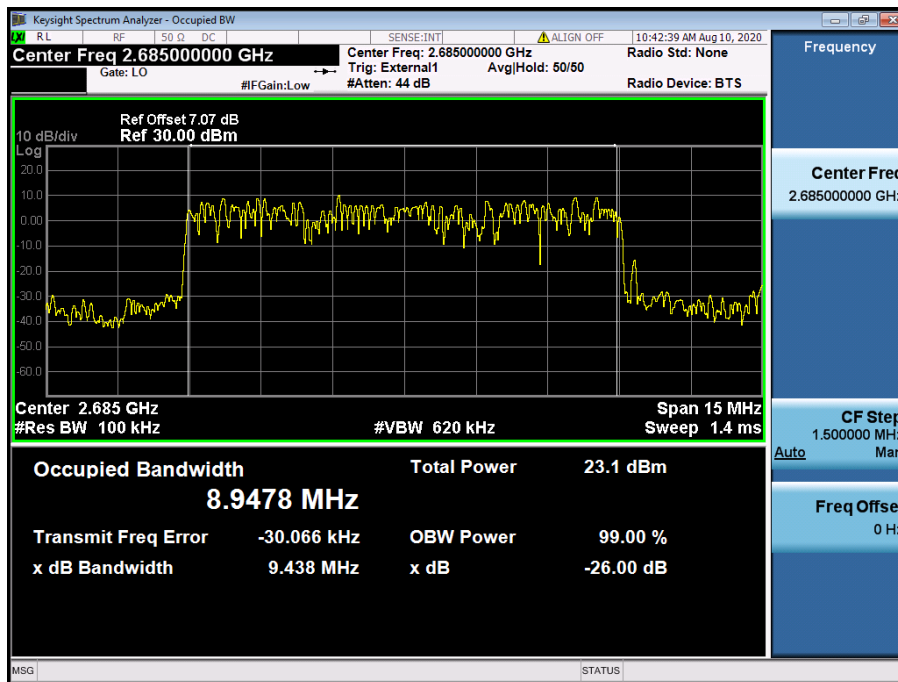 Keysight Spectrum Analyzer - Occupied BW
LXI RL RF 50 Ω DC SENSE:INT ALIGN OFF 10:42:39 AM Aug 10, 2020
Center Freq 2.685000000 GHz
Gate: LO
#IFGain:Low
Center Freq: 2.685000000 GHz
Trig: External1 Avg|Hold: 50/50
#Atten: 44 dB
Radio Std: None
Radio Device: BTS
Ref Offset 7.07 dB
10 dB/div Ref 30.00 dBm
Log
20.0
10.0
0.00
-10.0
-20.0
-30.0
-40.0
-50.0
-60.0
Center 2.685 GHz Span 15 MHz
#Res BW 100 kHz #VBW 620 kHz Sweep 1.4 ms
Occupied Bandwidth Total Power 23.1 dBm
8.9478 MHz
Transmit Freq Error -30.066 kHz OBW Power 99.00 %
x dB Bandwidth 9.438 MHz x dB -26.00 dB
MSG STATUS
Frequency
Center Freq
2.685000000 GHz
CF Step
1.500000 MHz
Auto Man
Freq Offset
0 Hz